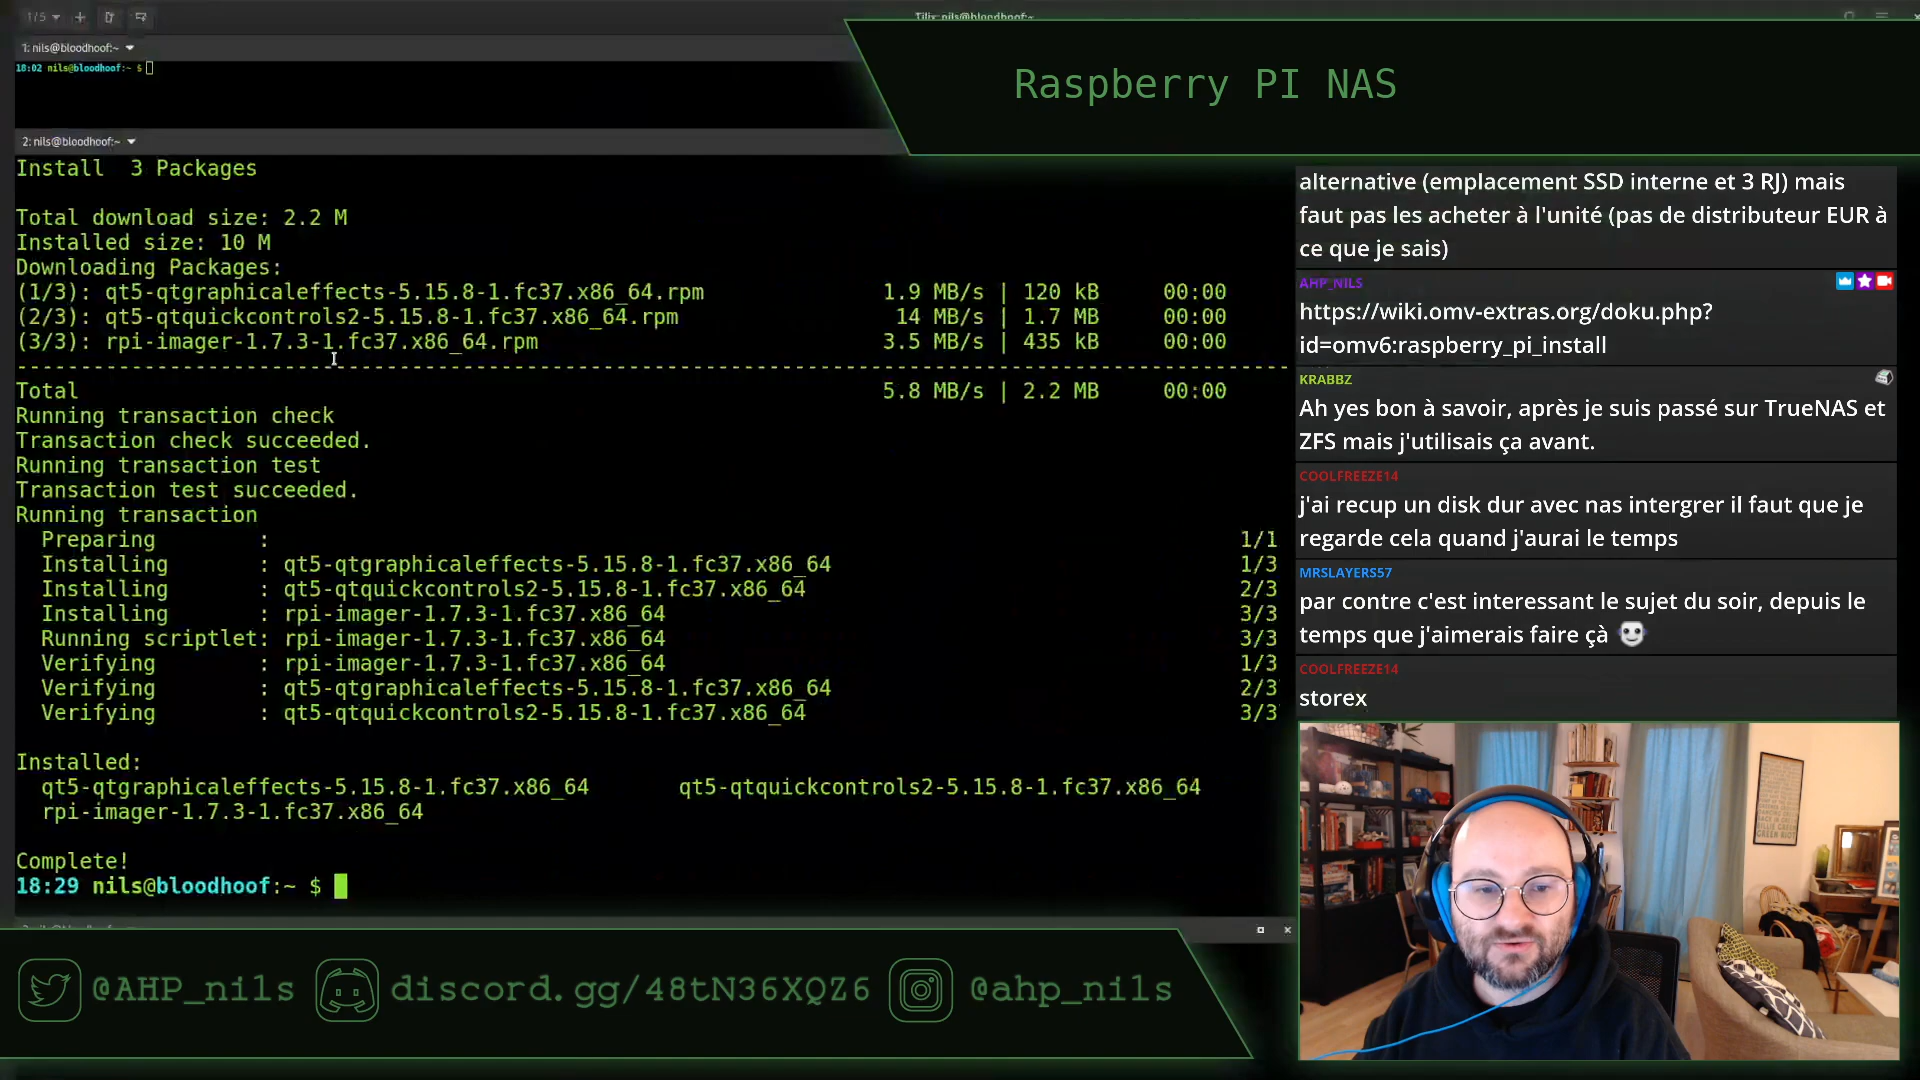 1/5
Tilix: nils@bloodhoof:~
1: nils@bloodhoof:~
18:02 nils@bloodhoof:~ $
Raspberry PI NAS
2: nils@bloodhoof:~
Install  3 Packages
Total download size: 2.2 M
Installed size: 10 M
Downloading Packages:
(1/3): qt5-qtgraphicaleffects-5.15.8-1.fc37.x86_64.rpm 1.9 MB/s | 120 kB 00:00
(2/3): qt5-qtquickcontrols2-5.15.8-1.fc37.x86_64.rpm 14 MB/s | 1.7 MB 00:00
(3/3): rpi-imager-1.7.3-1.fc37.x86_64.rpm 3.5 MB/s | 435 kB 00:00
Total 5.8 MB/s | 2.2 MB 00:00
Running transaction check
Transaction check succeeded.
Running transaction test
Transaction test succeeded.
Running transaction
Preparing : 1/1
Installing : qt5-qtgraphicaleffects-5.15.8-1.fc37.x86_64 1/3
Installing : qt5-qtquickcontrols2-5.15.8-1.fc37.x86_64 2/3
Installing : rpi-imager-1.7.3-1.fc37.x86_64 3/3
Running scriptlet: rpi-imager-1.7.3-1.fc37.x86_64 3/3
Verifying : rpi-imager-1.7.3-1.fc37.x86_64 1/3
Verifying : qt5-qtgraphicaleffects-5.15.8-1.fc37.x86_64 2/3
Verifying : qt5-qtquickcontrols2-5.15.8-1.fc37.x86_64 3/3
Installed:
qt5-qtgraphicaleffects-5.15.8-1.fc37.x86_64 qt5-qtquickcontrols2-5.15.8-1.fc37.x86_64
rpi-imager-1.7.3-1.fc37.x86_64
Complete!
18:29 nils@bloodhoof:~ $
alternative (emplacement SSD interne et 3 RJ) mais
faut pas les acheter à l'unité (pas de distributeur EUR à
ce que je sais)
AHP_NILS
https://wiki.omv-extras.org/doku.php?
id=omv6:raspberry_pi_install
KRABBZ
Ah yes bon à savoir, après je suis passé sur TrueNAS et
ZFS mais j'utilisais ça avant.
COOLFREEZE14
j'ai recup un disk dur avec nas intergrer il faut que je
regarde cela quand j'aurai le temps
MRSLAYERS57
par contre c'est interessant le sujet du soir, depuis le
temps que j'aimerais faire çà
COOLFREEZE14
storex
@AHP_nils
discord.gg/48tN36XQZ6
@ahp_nils